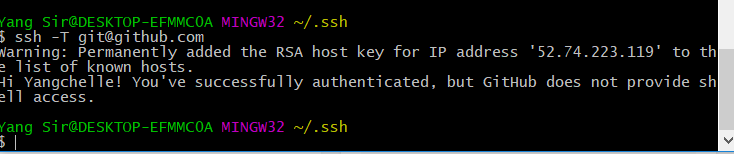 Yang Sir@DESKTOP-EFMMCOA MINGW32 ~/.ssh
$ ssh -T git@github.com
Warning: Permanently added the RSA host key for IP address '52.74.223.119' to th
e list of known hosts.
Hi Yangchelle! You've successfully authenticated, but GitHub does not provide sh
ell access.
Yang Sir@DESKTOP-EFMMCOA MINGW32 ~/.ssh
$